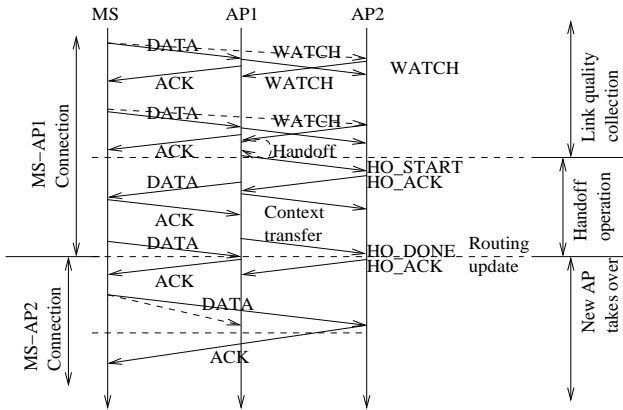 MS AP1 AP2
DATA
WATCH
WATCH
WATCH
ACK
DATA
WATCH
ACK
Handoff
HO_START
HO_ACK
DATA
ACK
Context
transfer
DATA
HO_DONE
HO_ACK
Routing
update
ACK
DATA
ACK
MS−AP1
Connection
MS−AP2
Connection
Link quality
collection
Handoff
operation
New AP
takes over